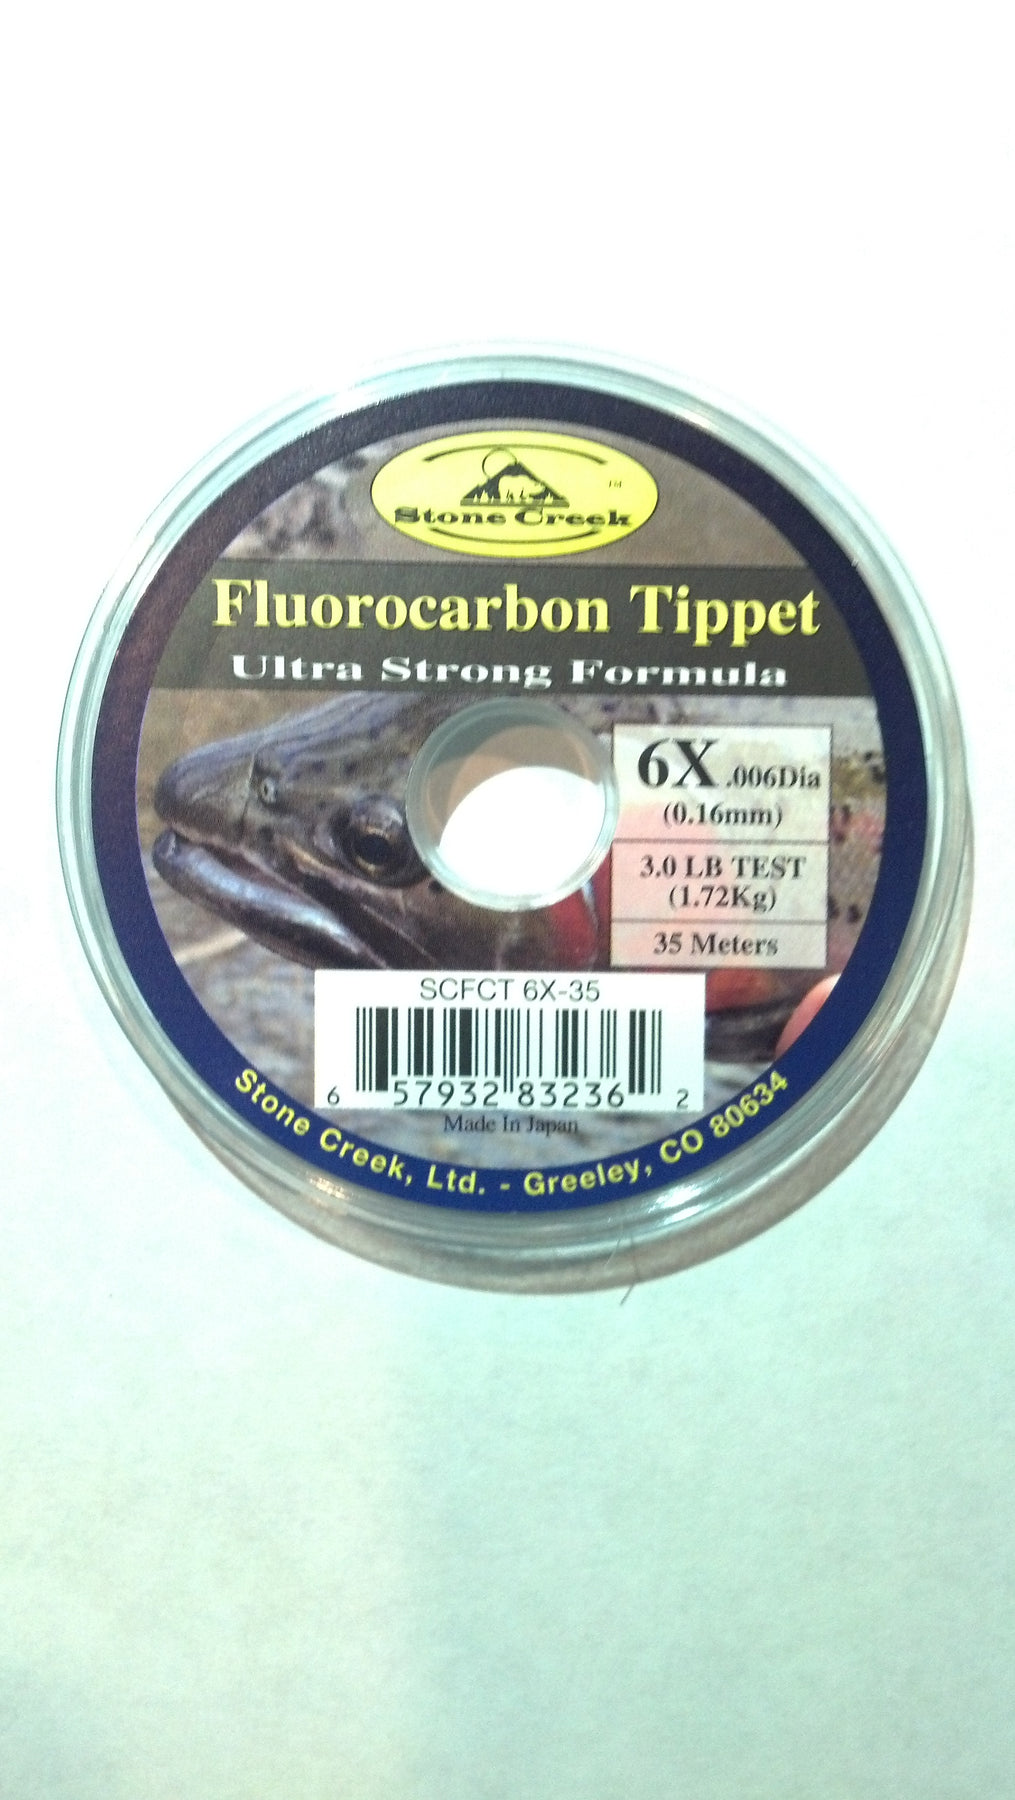 Stone Creek
TM
Fluorocarbon Tippet
Ultra Strong Formula
6X .006Dia
(0.16mm)
3.0 LB TEST
(1.72Kg)
35 Meters
SCFCT 6X-35
6 57932 83236 2
Made In Japan
Stone Creek, Ltd. - Greeley, CO 80634